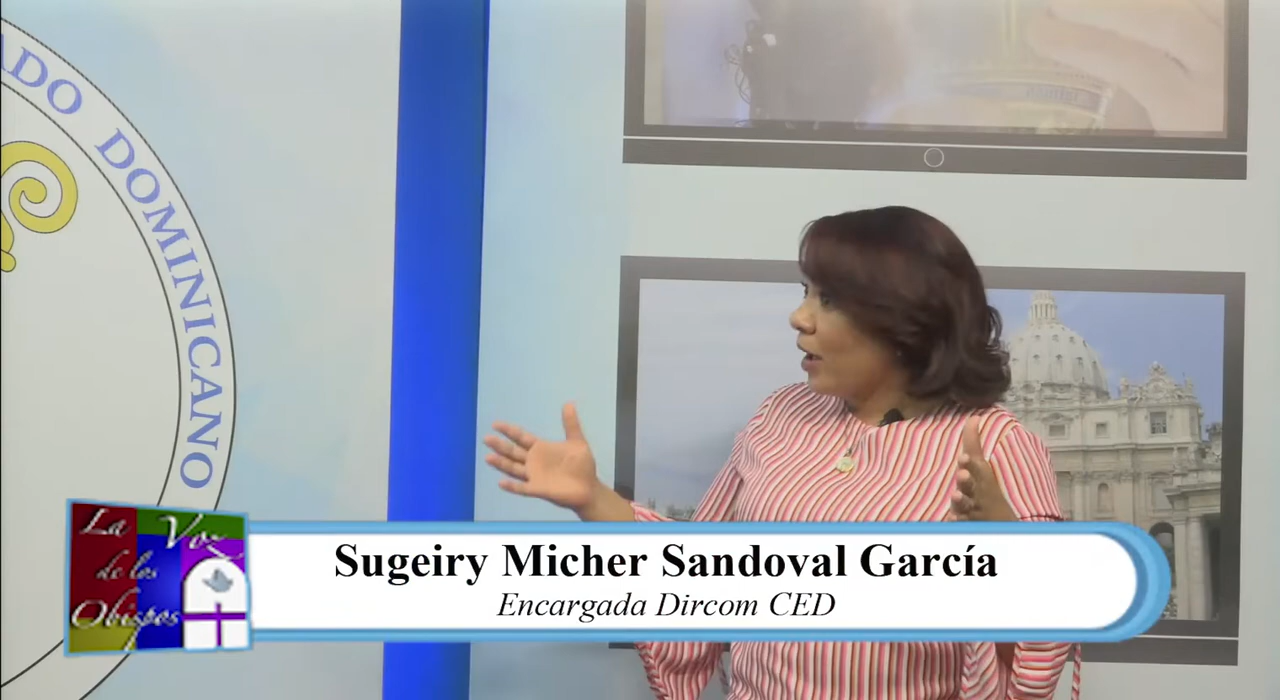 ADO DOMINICANO
La Voz
de los
Obispos
Sugeiry Micher Sandoval García
Encargada Dircom CED